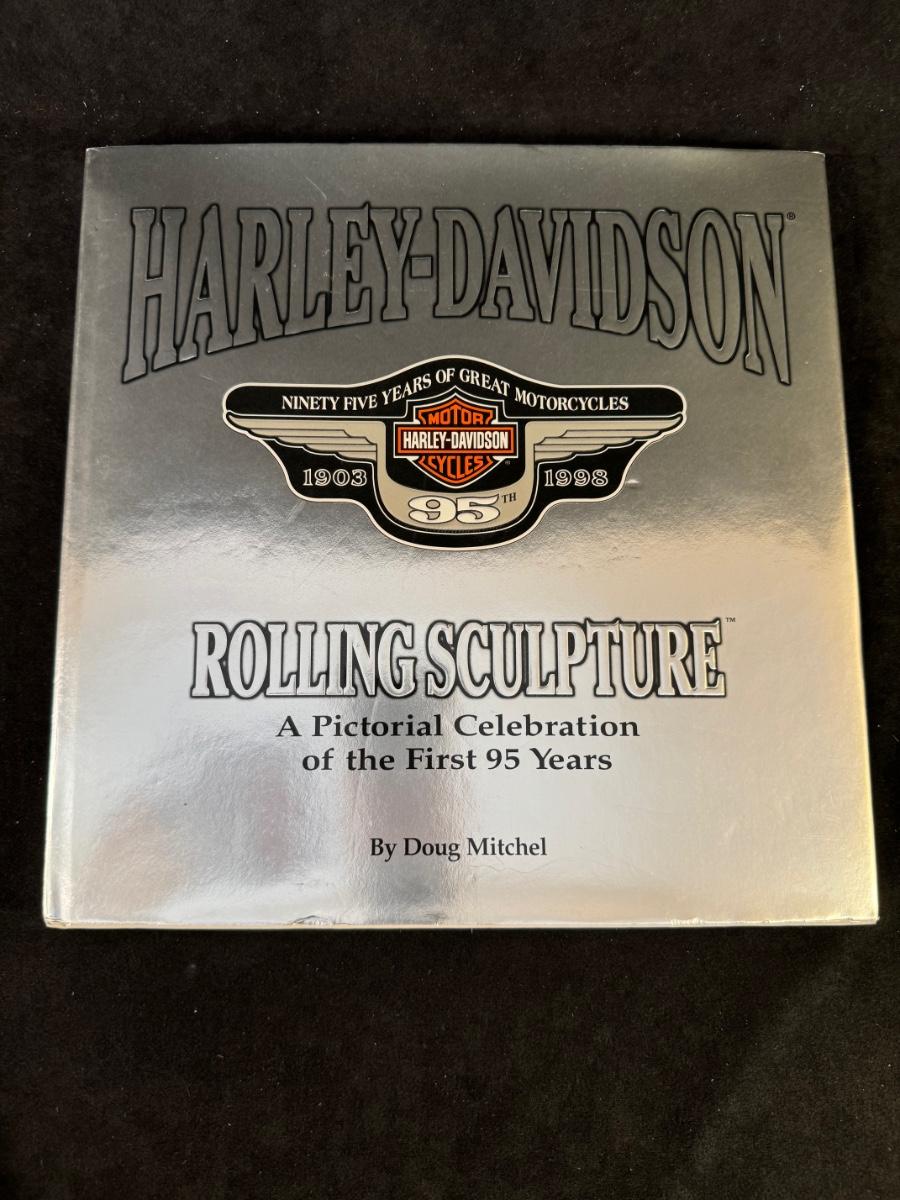 HARLEY-DAVIDSON®
NINETY FIVE YEARS OF GREAT MOTORCYCLES
MOTOR
HARLEY-DAVIDSON
CYCLES®
1903 1998
95TH
ROLLING SCULPTURE™
A Pictorial Celebration
of the First 95 Years
By Doug Mitchel